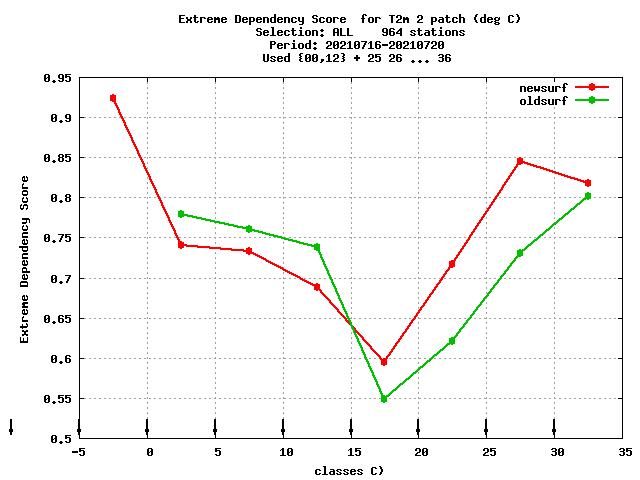 Extreme Dependency Score  for T2m 2 patch (deg C)
Selection: ALL    964 stations
Period: 20210716-20210720
Used {00,12} + 25 26 ... 36
newsurf
oldsurf
Extreme Dependency Score
0.95
0.9
0.85
0.8
0.75
0.7
0.65
0.6
0.55
0.5
-5 0 5 10 15 20 25 30 35
classes C)